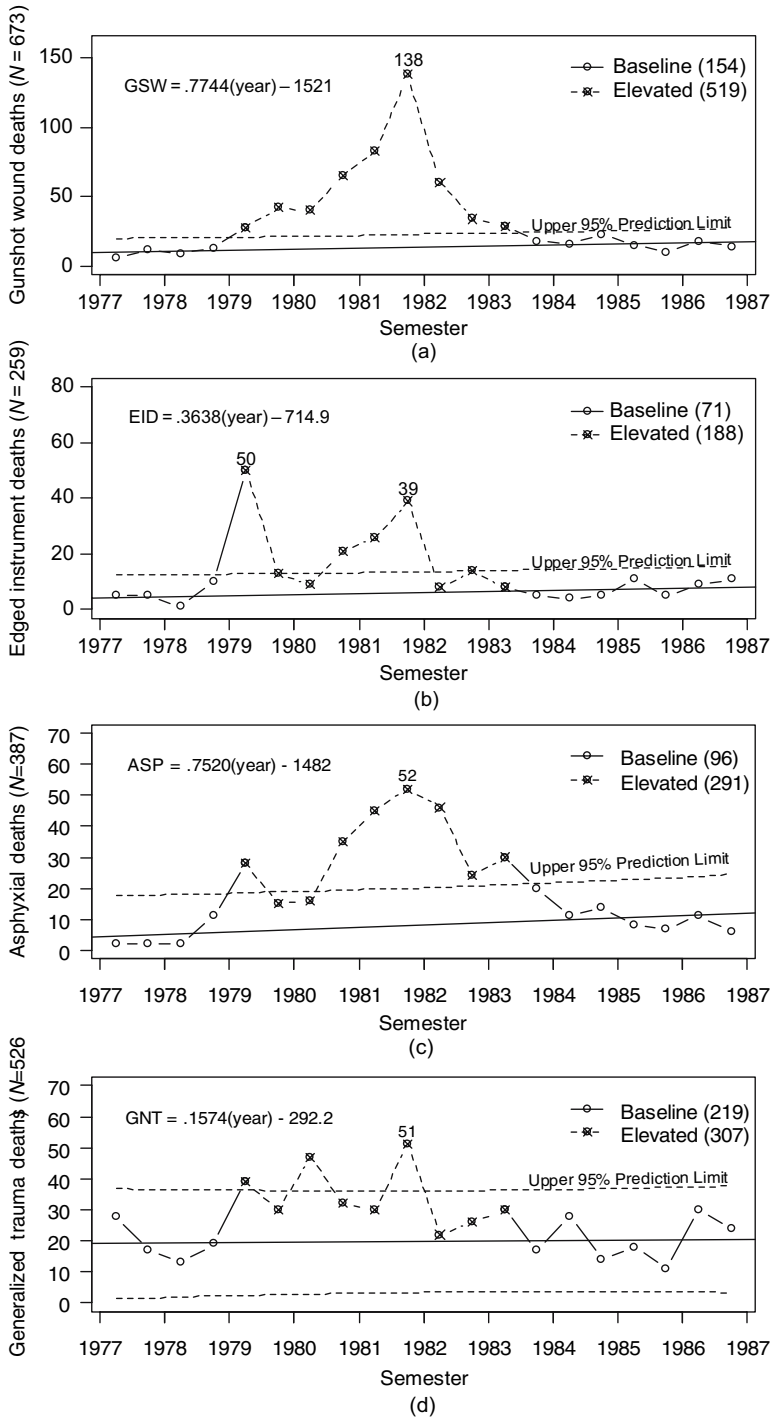 Gunshot wound deaths (N = 673)
150
100
50
0
GSW = .7744(year) – 1521
138
Baseline (154)
Elevated (519)
Upper 95% Prediction Limit
1977 1978 1979 1980 1981 1982 1983 1984 1985 1986 1987
Semester
(a)
Edged instrument deaths (N = 259)
80
60
40
20
0
EID = .3638(year) – 714.9
50
39
Baseline (71)
Elevated (188)
Upper 95% Prediction Limit
1977 1978 1979 1980 1981 1982 1983 1984 1985 1986 1987
Semester
(b)
Asphyxial deaths (N=387)
70
60
50
40
30
20
10
0
ASP = .7520(year) - 1482
52
Baseline (96)
Elevated (291)
Upper 95% Prediction Limit
1977 1978 1979 1980 1981 1982 1983 1984 1985 1986 1987
Semester
(c)
Generalized trauma deaths (N=526
70
60
50
40
30
20
10
0
GNT = .1574(year) - 292.2
51
Baseline (219)
Elevated (307)
Upper 95% Prediction Limit
1977 1978 1979 1980 1981 1982 1983 1984 1985 1986 1987
Semester
(d)